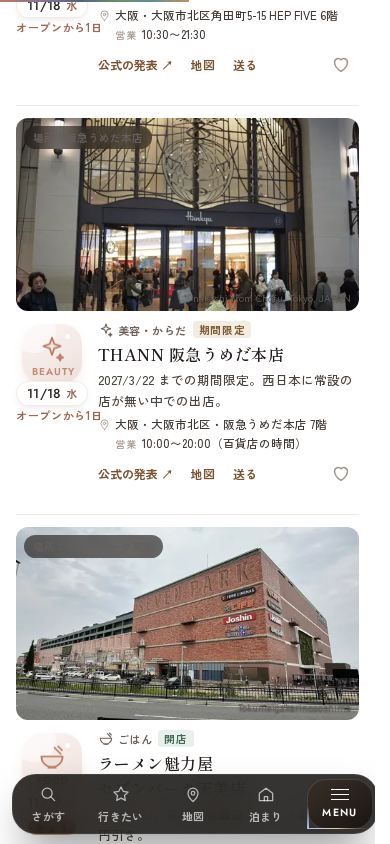 11/18 水
オープンから1日
大阪・大阪市北区角田町5-15 HEP FIVE 6階
営業 10:30〜21:30
公式の発表 ↗ 地図 送る
急うめだ本店
Hankyu
BEAUTY
美容・からだ 期間限定
THANN 阪急うめだ本店
11/18 水
オープンから1日
2027/3/22 までの期間限定。西日本に常設の
店が無い中での出店。
大阪・大阪市北区・阪急うめだ本店 7階
営業 10:00〜20:00（百貨店の時間）
公式の発表 ↗ 地図 送る
SEVEN PARK
Joshin
ごはん 開店
ラーメン魁力屋
円引き。
さがす
行きたい
地図
泊まり
MENU